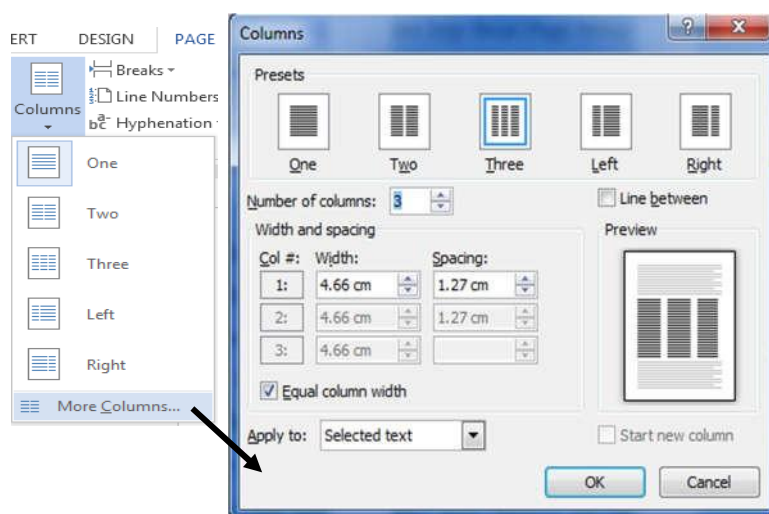 ERT DESIGN PAGE
Breaks
Columns
Line Numbers
Hyphenation
One
Two
Three
Left
Right
More Columns...
Columns
Presets
One Two Three Left Right
Number of columns: 3
Line between
Width and spacing
Col #: Width: Spacing:
1: 4.66 cm 1.27 cm
2: 4.66 cm 1.27 cm
3: 4.66 cm
Equal column width
Preview
Apply to: Selected text
Start new column
OK Cancel